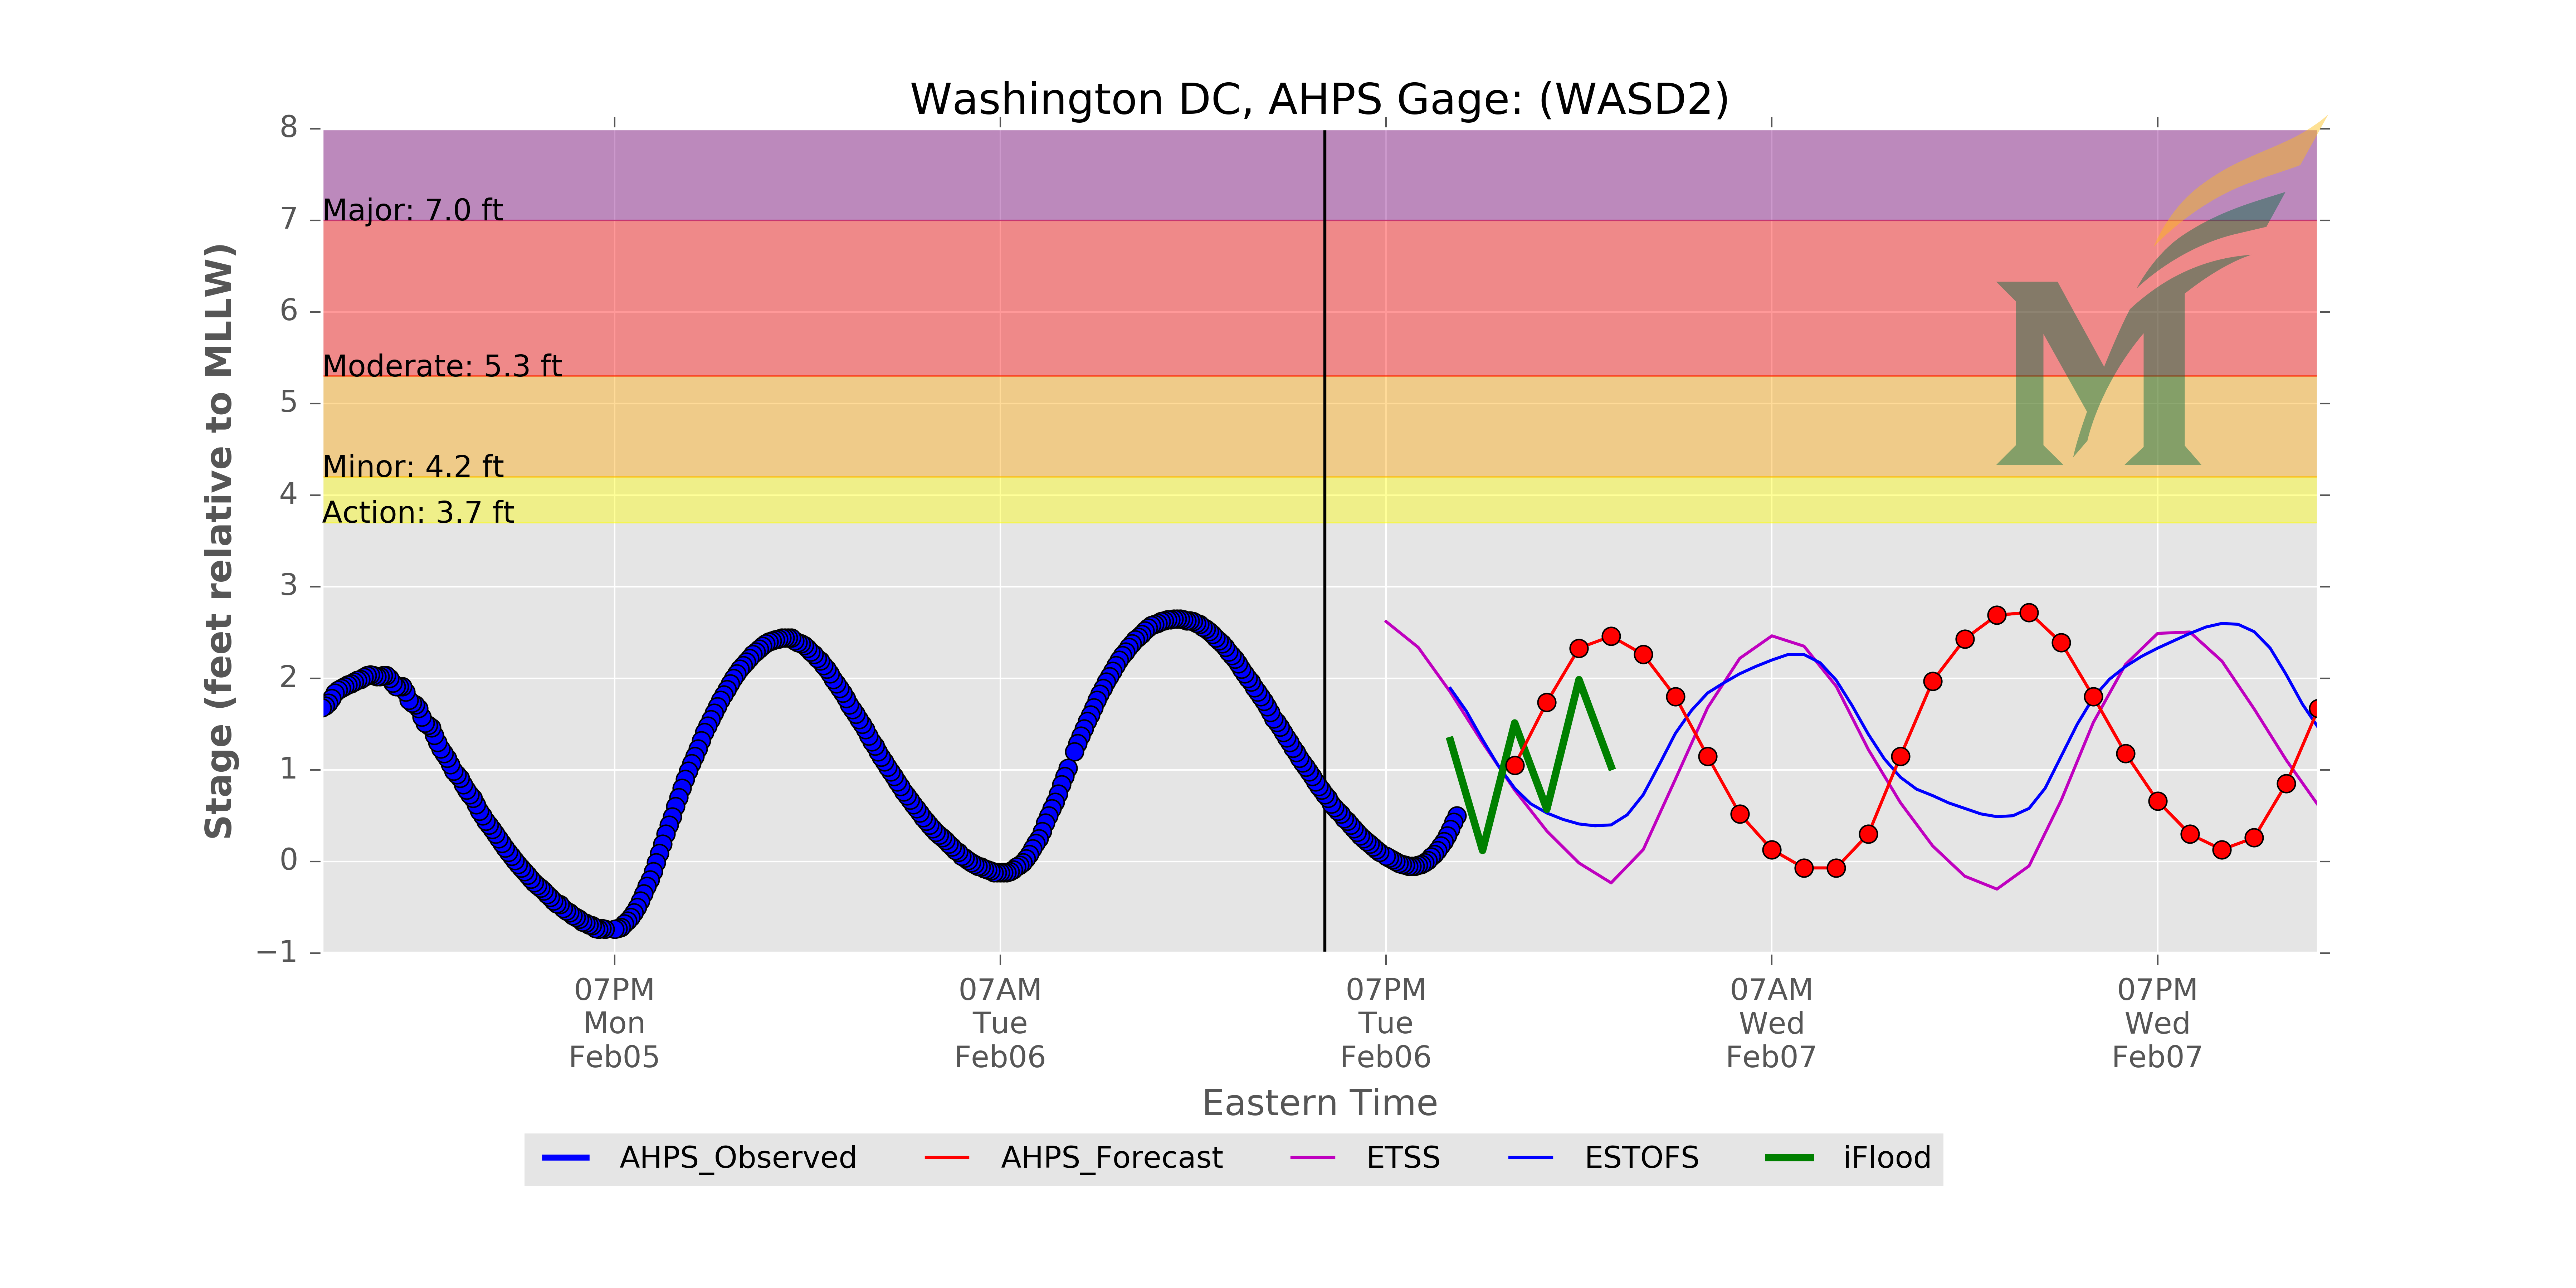 Washington DC, AHPS Gage: (WASD2)
8
7
6
5
4
3
2
1
0
−1
Stage (feet relative to MLLW)
Major: 7.0 ft
Moderate: 5.3 ft
Minor: 4.2 ft
Action: 3.7 ft
M
07PM
Mon
Feb05
07AM
Tue
Feb06
07PM
Tue
Feb06
07AM
Wed
Feb07
07PM
Wed
Feb07
Eastern Time
AHPS_Observed AHPS_Forecast ETSS ESTOFS iFlood